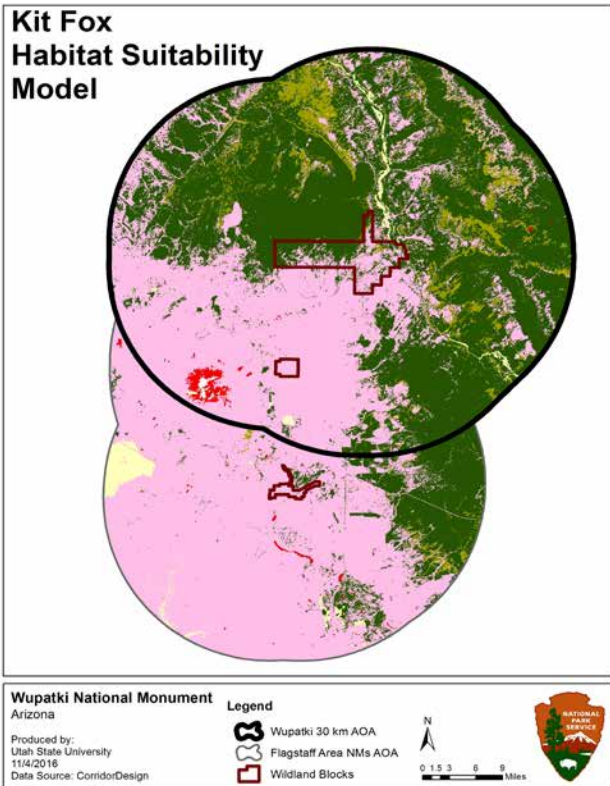 Kit Fox
Habitat Suitability
Model
Wupatki National Monument
Arizona
Produced by:
Utah State University
11/4/2016
Data Source: CorridorDesign
Legend
Wupatki 30 km AOA
Flagstaff Area NMs AOA
Wildland Blocks
N
0 1.5 3 6 9
Miles
NATIONAL
PARK
SERVICE